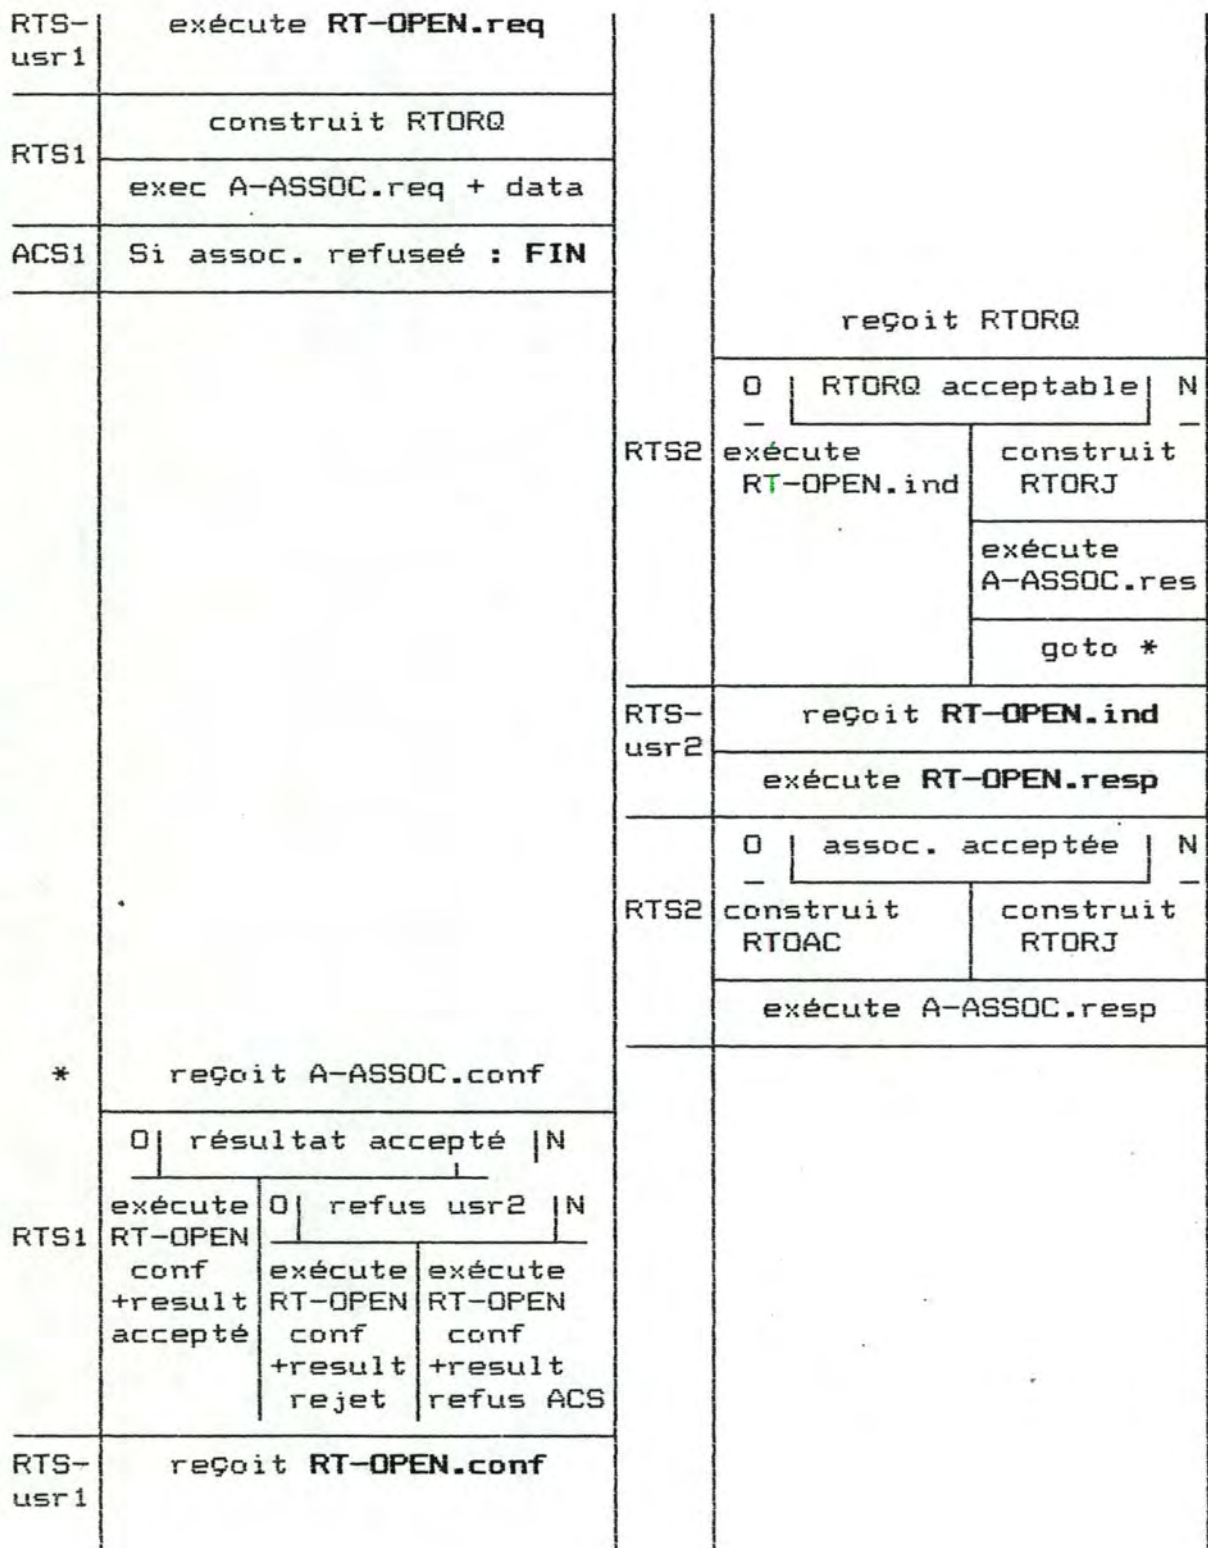 RTS- exécute RT-OPEN.req
usr1
construit RTORQ
RTS1
exec A-ASSOC.req + data
ACS1 Si assoc. refuseé : FIN
reçoit RTORQ
O RTORQ acceptable N
RTS2 exécute construit
RT-OPEN.ind RTORJ
exécute
A-ASSOC.res
goto *
RTS- reçoit RT-OPEN.ind
usr2
exécute RT-OPEN.resp
O assoc. acceptée N
RTS2 construit construit
RTOAC RTORJ
exécute A-ASSOC.resp
* reçoit A-ASSOC.conf
O résultat accepté N
exécute O refus usr2 N
RTS1 RT-OPEN
conf exécute exécute
+result RT-OPEN RT-OPEN
accepté conf conf
+result +result
rejet refus ACS
RTS- reçoit RT-OPEN.conf
usr1